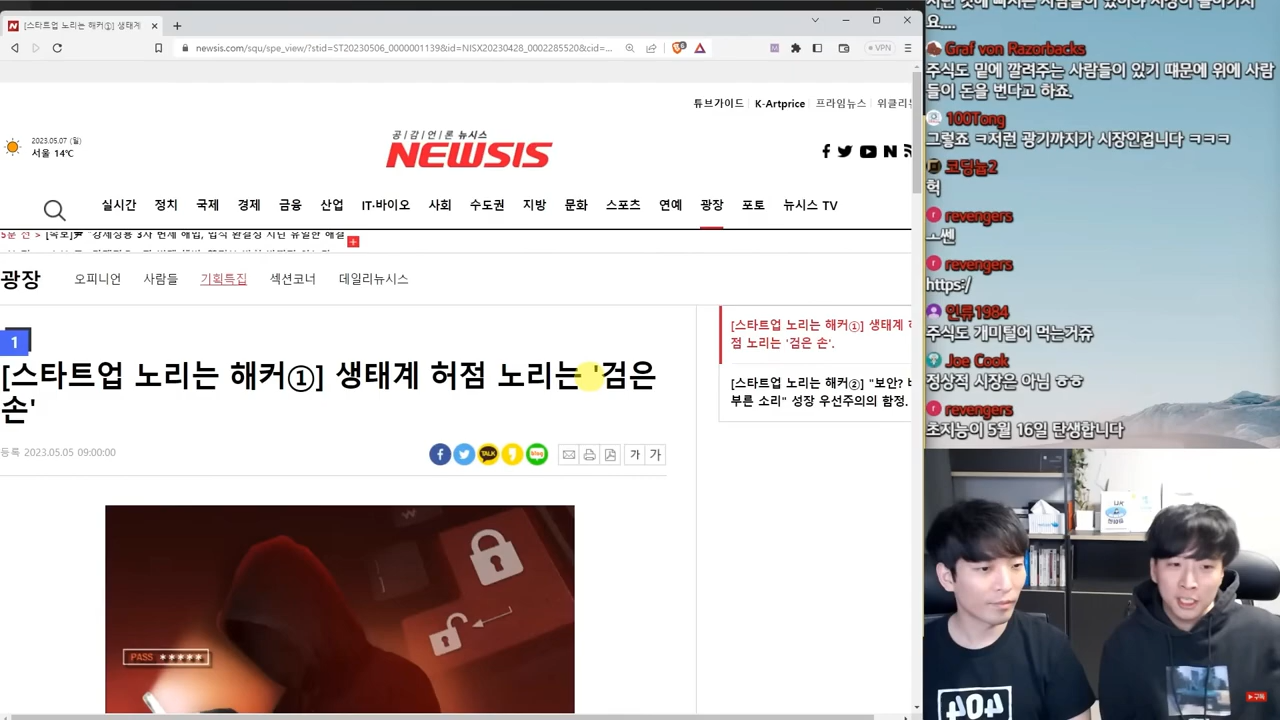 [스타트업 노리는 해커①] 생태계
newsis.com/squ/spe_view/?stid=ST20230506_0000001139&id=NISX20230428_0002285520&cid=...
VPN
튜브가이드
K-Artprice
프라임뉴스
2023.05.07 (일)
서울 14℃
공|감|언|론 뉴시스
NEWSIS
실시간
정치
국제
경제
금융
산업
IT·바이오
사회
수도권
지방
문화
스포츠
연예
광장
포토
뉴시스 TV
광장
오피니언
사람들
기획특집
섹션코너
데일리뉴시스
1
[스타트업 노리는 해커①] 생태계 허점 노리는 '검은
손'
등록 2023.05.05 09:00:00
TALK
blog
가
가
[스타트업 노리는 해커①] 생태계 허
점 노리는 '검은 손'.
[스타트업 노리는 해커②] "보안?
부른 소리" 성장 우선주의의 함정.
PASS *****
요....
Graf von Razorbacks
주식도 밑에 깔려주는 사람들이 있기 때문에 위에 사람
들이 돈을 번다고 하죠.
100Tong
그렇죠 ㅋ저런 광기까지가 시장인겁니다 ㅋㅋㅋ
코딩눕2
헉
revengers
ㅗ쎈
revengers
https:/
인류1984
주식도 개미털어 먹는거쥬
Joe Cook
정상적 시장은 아님 ㅎㅎ
revengers
초지능이 5월 16일 탄생합니다
404
구독